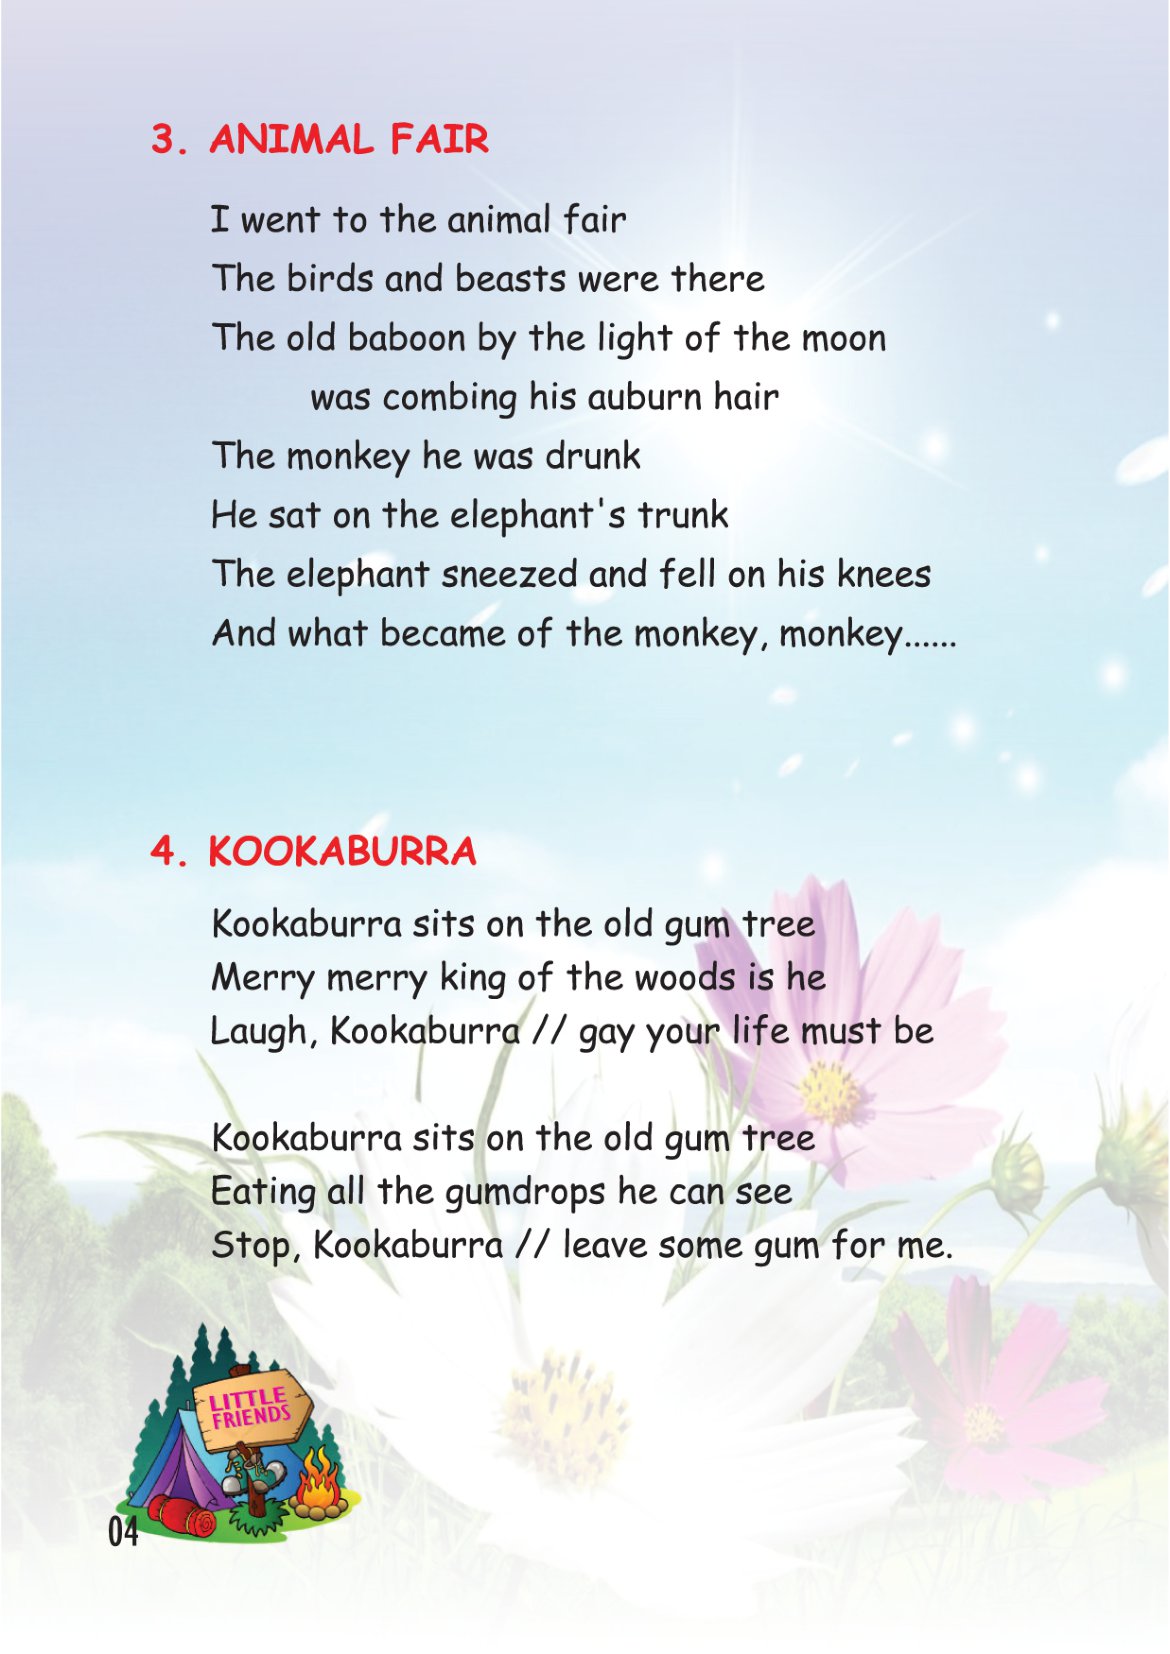 3. ANIMAL FAIR
I went to the animal fair
The birds and beasts were there
The old baboon by the light of the moon
was combing his auburn hair
The monkey he was drunk
He sat on the elephant's trunk
The elephant sneezed and fell on his knees
And what became of the monkey, monkey......
4. KOOKABURRA
Kookaburra sits on the old gum tree
Merry merry king of the woods is he
Laugh, Kookaburra // gay your life must be
Kookaburra sits on the old gum tree
Eating all the gumdrops he can see
Stop, Kookaburra // leave some gum for me.
LITTLE
FRIENDS
04